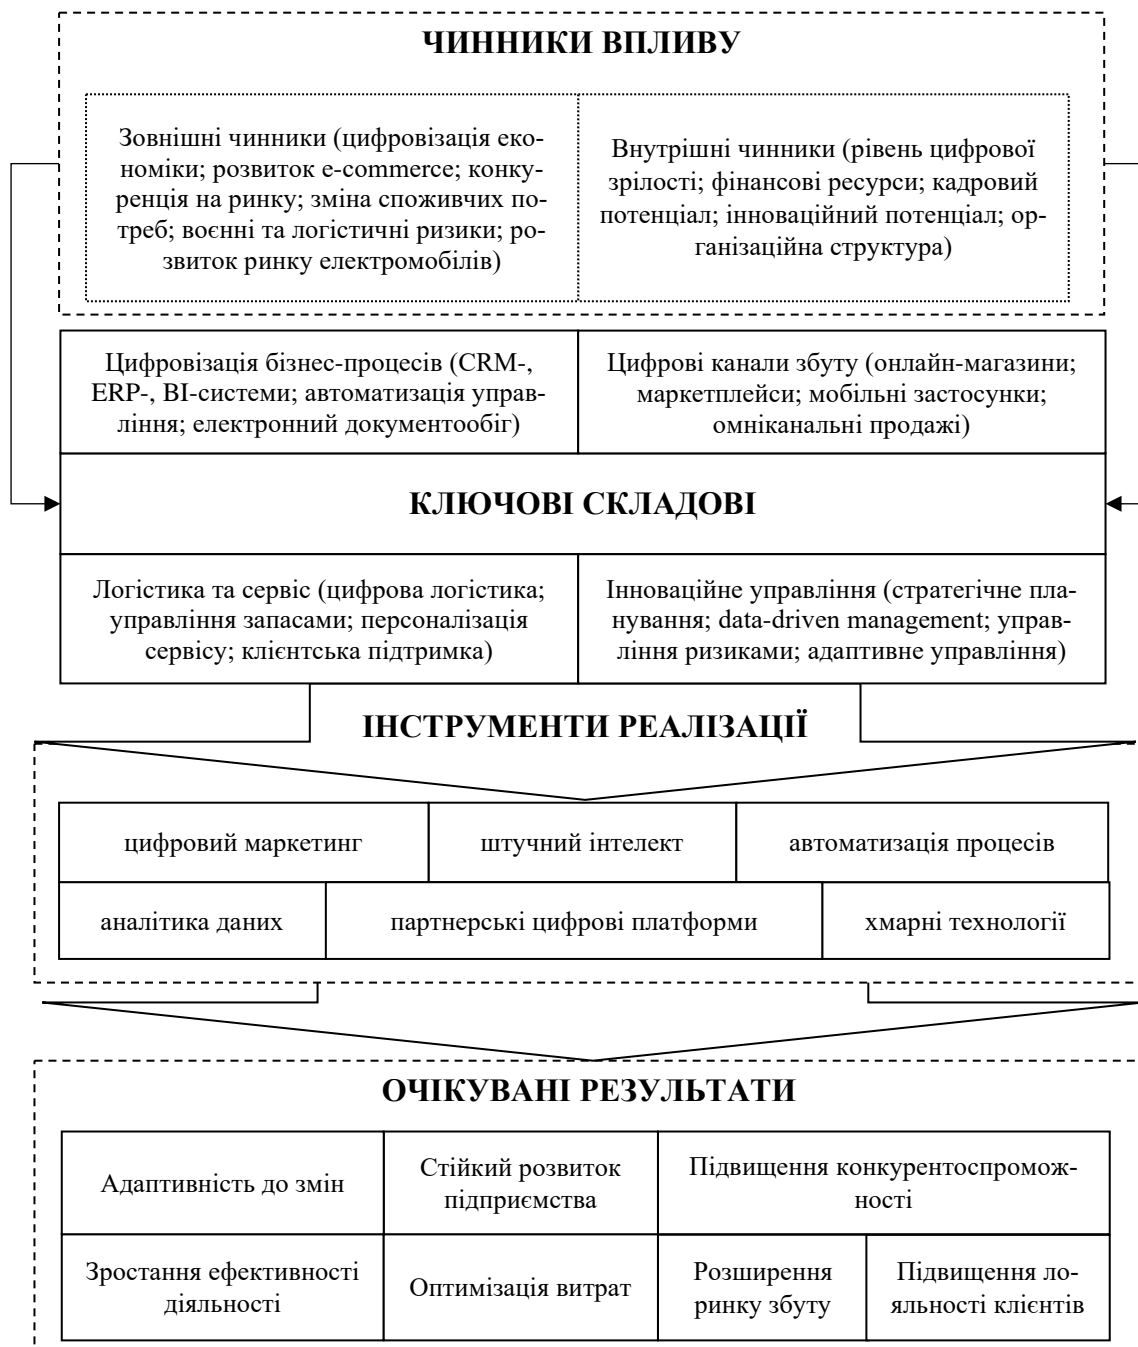 ЧИННИКИ ВПЛИВУ
Зовнішні чинники (цифровізація еко-
номіки; розвиток e-commerce; конку-
ренція на ринку; зміна споживчих по-
треб; воєнні та логістичні ризики; ро-
звиток ринку електромобілів)
Внутрішні чинники (рівень цифрової
зрілості; фінансові ресурси; кадровий
потенціал; інноваційний потенціал; ор-
ганізаційна структура)
Цифровізація бізнес-процесів (CRM-,
ERP-, BI-системи; автоматизація управ-
ління; електронний документообіг)
Цифрові канали збуту (онлайн-магазини;
маркетплейси; мобільні застосунки;
омніканальні продажі)
КЛЮЧОВІ СКЛАДОВІ
Логістика та сервіс (цифрова логістика;
управління запасами; персоналізація
сервісу; клієнтська підтримка)
Інноваційне управління (стратегічне пла-
нування; data-driven management; управ-
ління ризиками; адаптивне управління)
ІНСТРУМЕНТИ РЕАЛІЗАЦІЇ
цифровий маркетинг
штучний інтелект
автоматизація процесів
аналітика даних
партнерські цифрові платформи
хмарні технології
ОЧІКУВАНІ РЕЗУЛЬТАТИ
Адаптивність до змін
Стійкий розвиток
підприємства
Підвищення конкурентоспромож-
ності
Зростання ефективності
діяльності
Оптимізація витрат
Розширення
ринку збуту
Підвищення ло-
яльності клієнтів